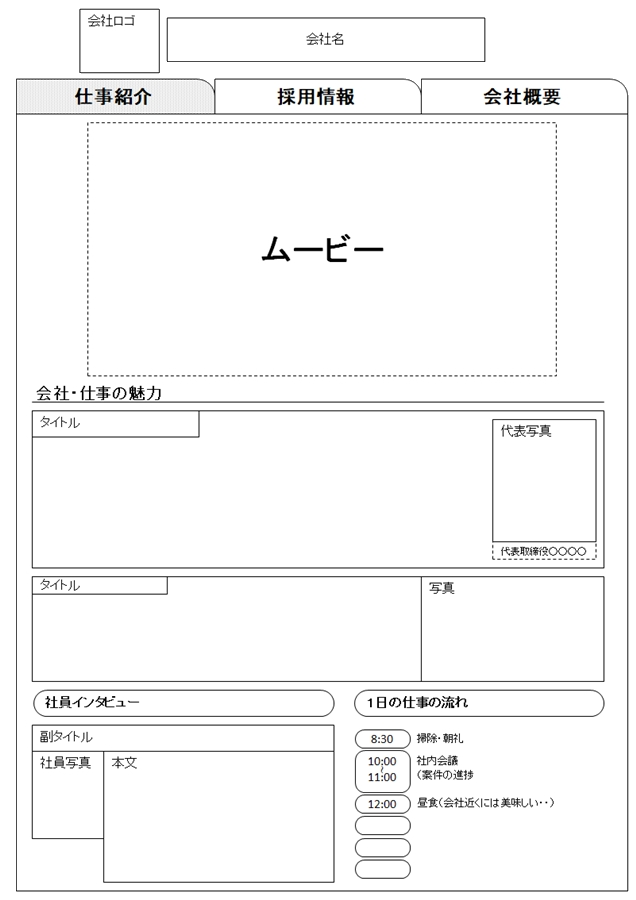 会社ロゴ
会社名
仕事紹介
採用情報
会社概要
ムービー
会社・仕事の魅力
タイトル
代表写真
代表取締役〇〇〇〇
タイトル
写真
社員インタビュー
1日の仕事の流れ
副タイトル
社員写真
本文
8:30
掃除・朝礼
10:00
~
11:00
社内会議
(案件の進捗
12:00
昼食(会社近くには美味しい・・)